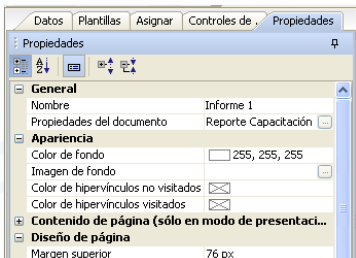 Datos Plantillas Asignar Controles de . Propiedades
Propiedades
General
Nombre Informe 1
Propiedades del documento Reporte Capacitación ...
Apariencia
Color de fondo 255, 255, 255
Imagen de fondo ...
Color de hipervínculos no visitados
Color de hipervínculos visitados
Contenido de página (sólo en modo de presentaci...
Diseño de página
Margen superior 76 px